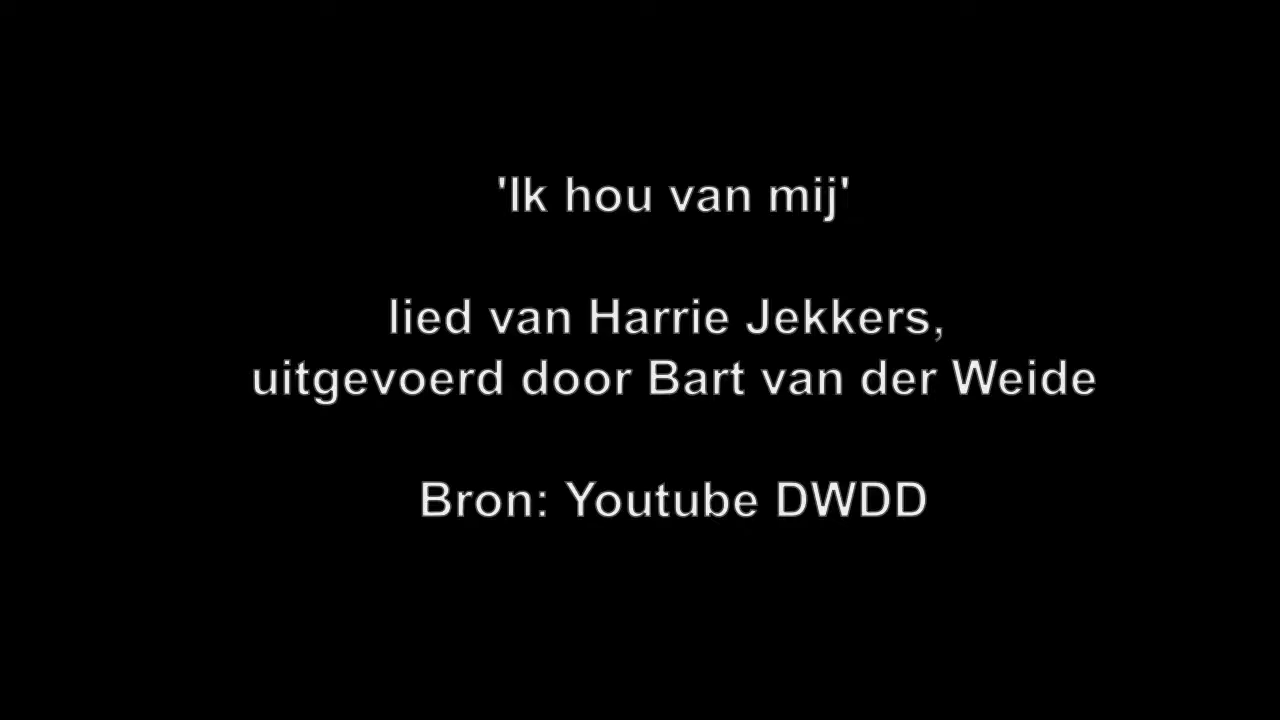 'Ik hou van mij'
lied van Harrie Jekkers,
uitgevoerd door Bart van der Weide
Bron: Youtube DWDD